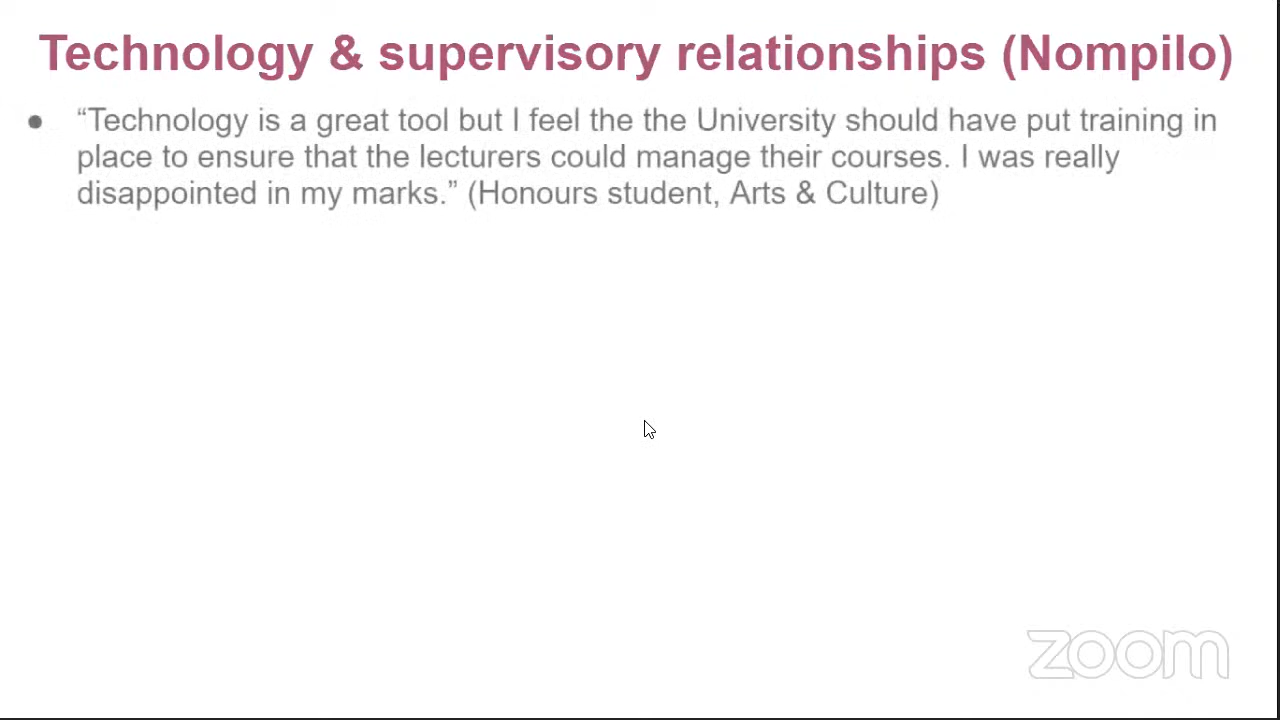 Technology & supervisory relationships (Nompilo)
● “Technology is a great tool but I feel the the University should have put training in
place to ensure that the lecturers could manage their courses. I was really
disappointed in my marks.” (Honours student, Arts & Culture)
zoom